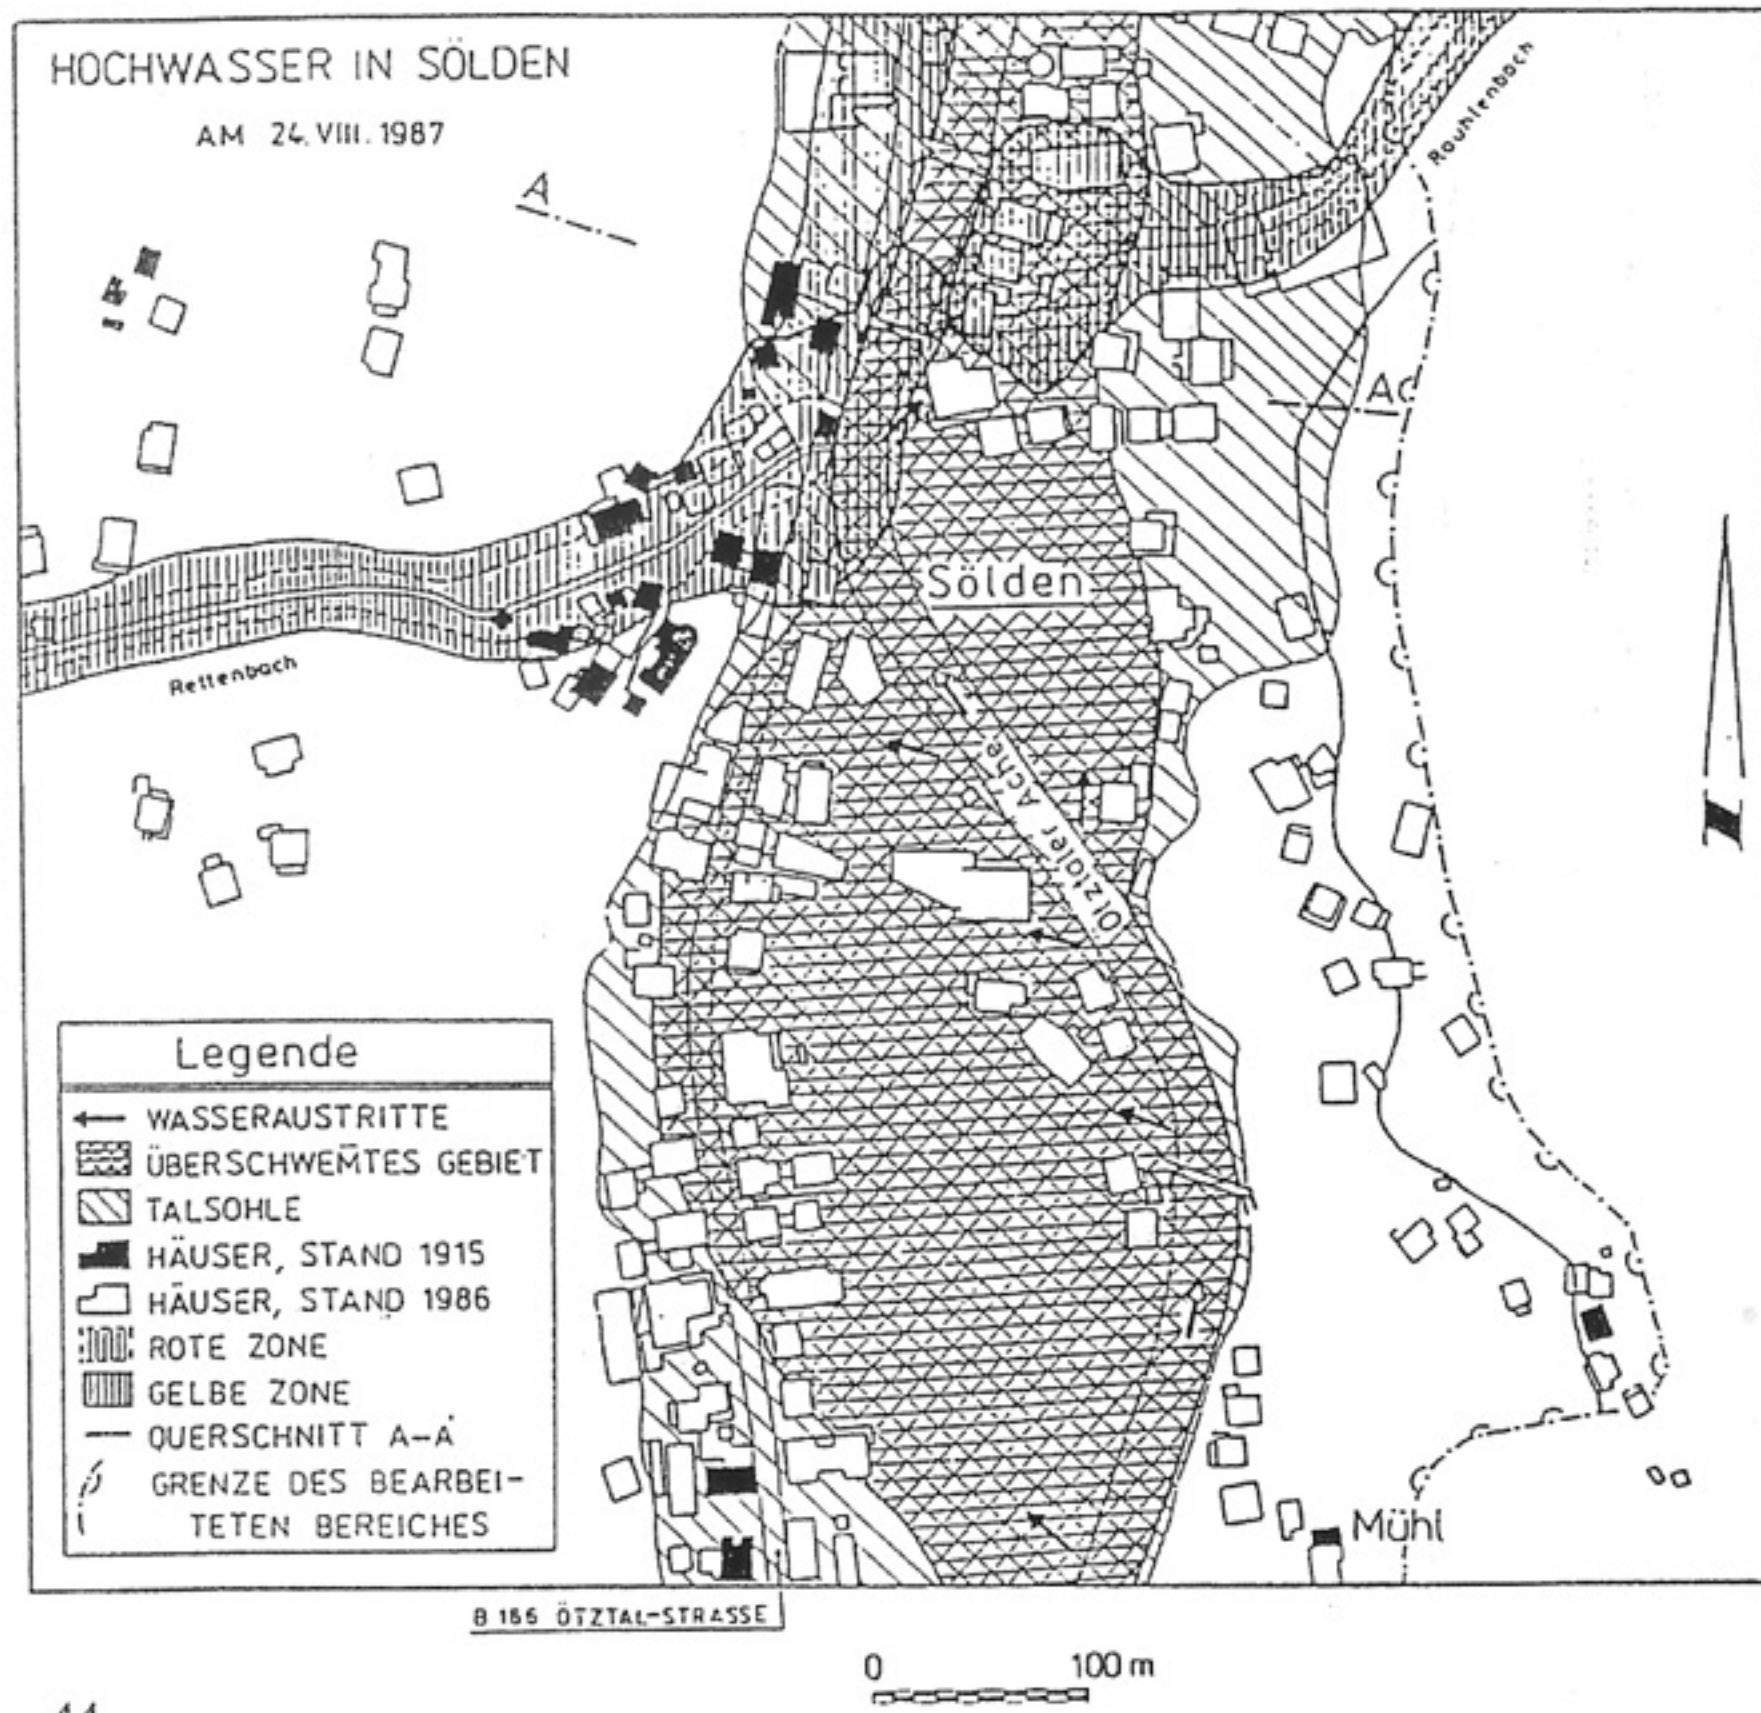 HOCHWASSER IN SÖLDEN
AM 24. VIII. 1987
A
Rauhlenbach
A
Sölden
Rettenbach
Ötztaler Ache
Legende
WASSERAUSTRITTE
ÜBERSCHWEM̄TES GEBIET
TALSOHLE
HÄUSER, STAND 1915
HÄUSER, STAND 1986
ROTE ZONE
GELBE ZONE
QUERSCHNITT A-A'
GRENZE DES BEARBEI-
TETEN BEREICHES
Mühl
B 186 ÖTZTAL-STRASSE
0 100 m